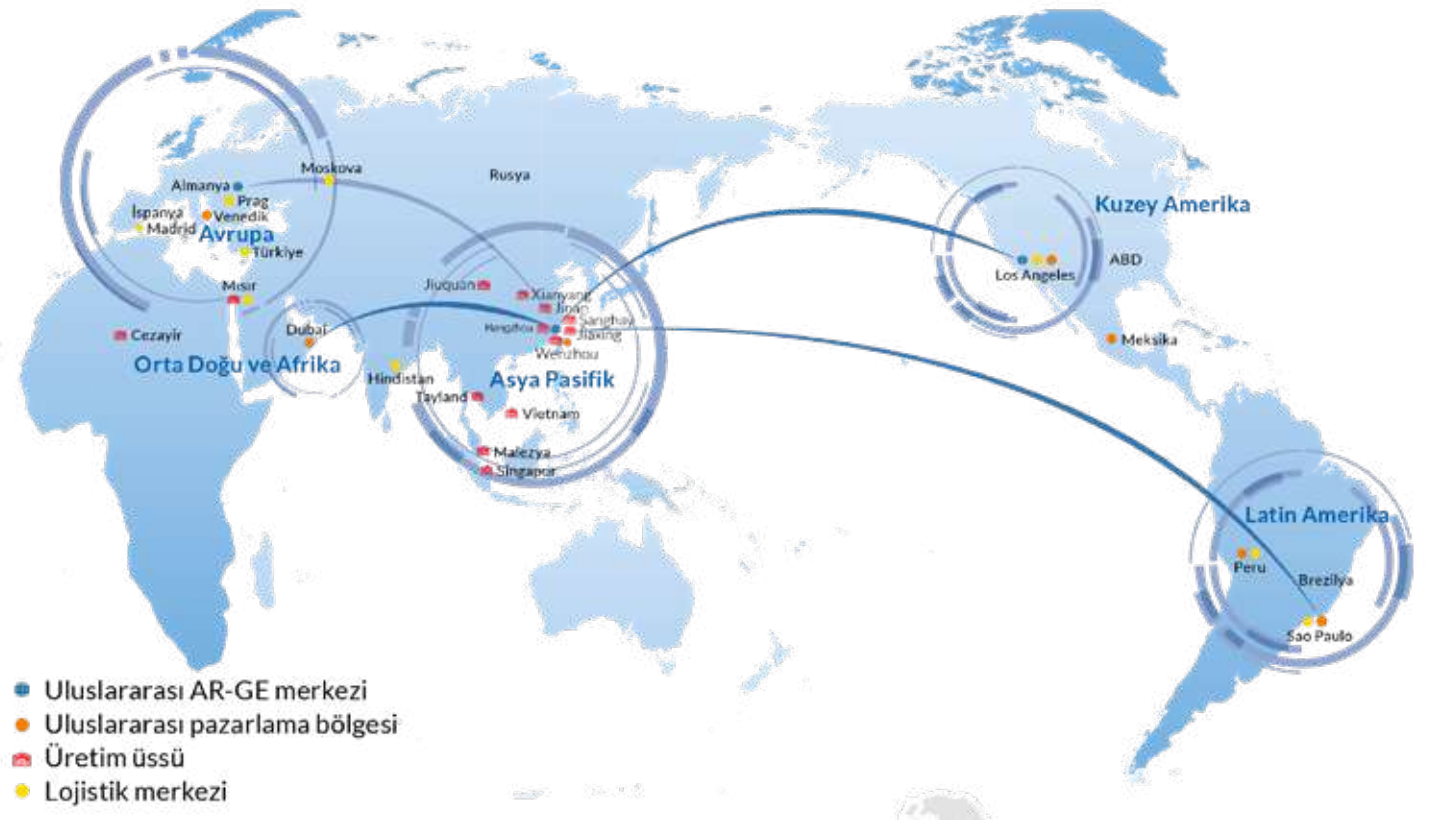 Moskova
Rusya
Almanya
Prag
İspanya
Venedik
Madrid
Avrupa
Türkiye
Kuzey Amerika
ABD
Los Angeles
Mısır
Jiuquan
Xianyang
Jinan
Sanghay
Hangzhou
Jiaxing
Wenzhou
Cezayir
Dubai
Orta Doğu ve Afrika
Hindistan
Asya Pasifik
Meksika
Tayland
Vietnam
Malezya
Singapur
Latin Amerika
Peru
Brezilya
Sao Paulo
Uluslararası AR-GE merkezi
Uluslararası pazarlama bölgesi
Üretim üssü
Lojistik merkezi